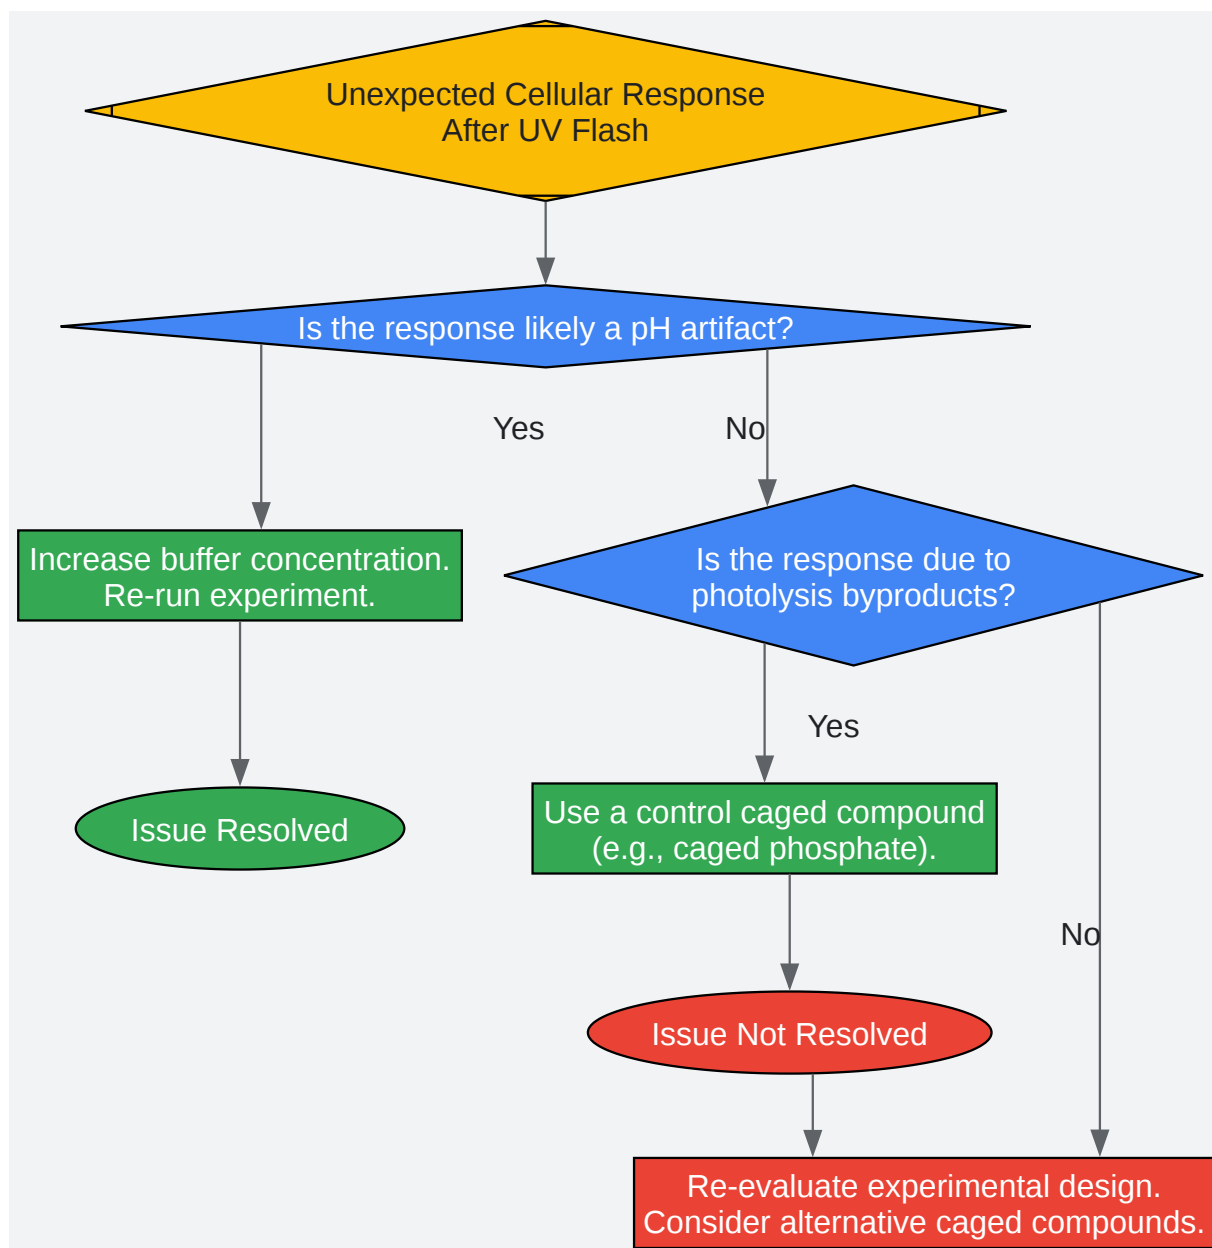 Unexpected Cellular Response
After UV Flash
Is the response likely a pH artifact?
Yes
No
Increase buffer concentration.
Re-run experiment.
Is the response due to
photolysis byproducts?
Yes
Use a control caged compound
(e.g., caged phosphate).
Issue Resolved
No
Issue Not Resolved
Re-evaluate experimental design.
Consider alternative caged compounds.